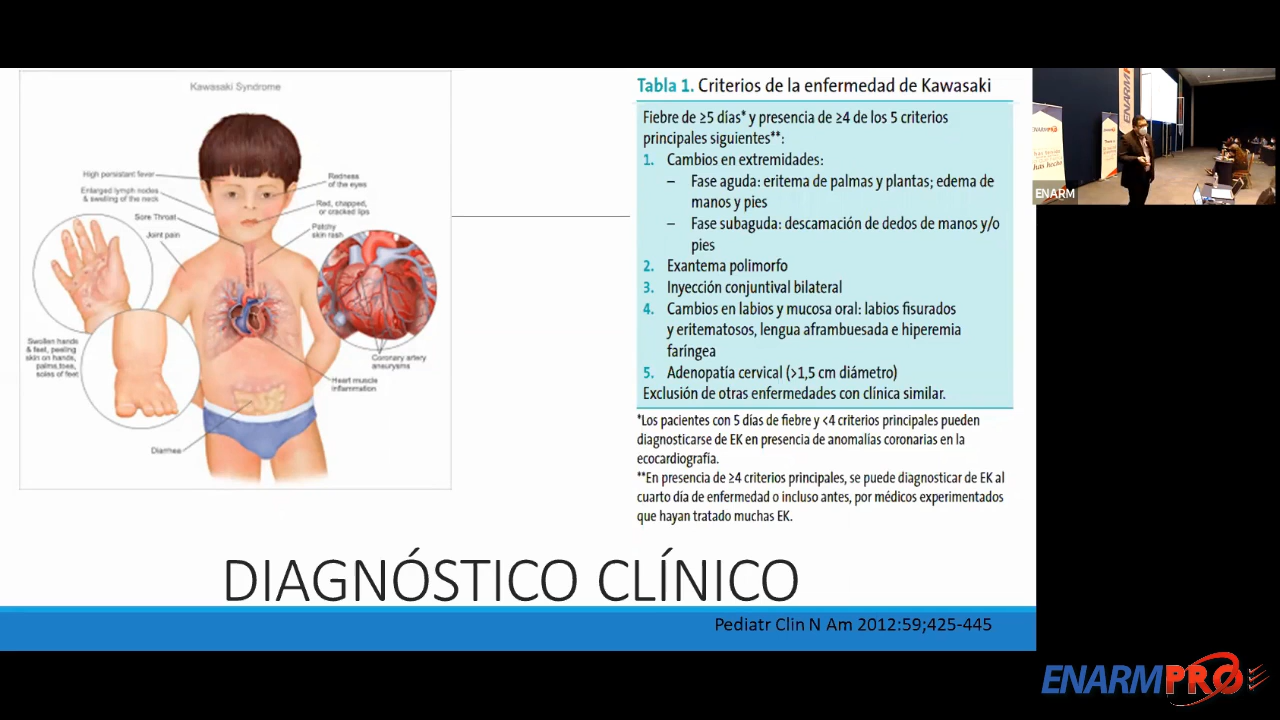 Kawasaki Syndrome
High persistant fever
Enlarged lymph nodes
& swelling of the neck
Sore Throat
Joint pain
Redness
of the eyes
Red, chapped,
or cracked lips
Patchy
skin rash
Swollen hands
& feet, peeling
skin on hands,
palms, toes,
soles of feet
Coronary artery
aneurysms
Heart muscle
inflammation
Diarrhea
Tabla 1. Criterios de la enfermedad de Kawasaki
Fiebre de ≥5 días* y presencia de ≥4 de los 5 criterios
principales siguientes**:
1. Cambios en extremidades:
– Fase aguda: eritema de palmas y plantas; edema de
manos y pies
– Fase subaguda: descamación de dedos de manos y/o
pies
2. Exantema polimorfo
3. Inyección conjuntival bilateral
4. Cambios en labios y mucosa oral: labios fisurados
y eritematosos, lengua aframbuesada e hiperemia
faríngea
5. Adenopatía cervical (>1,5 cm diámetro)
Exclusión de otras enfermedades con clínica similar.
*Los pacientes con 5 días de fiebre y <4 criterios principales pueden
diagnosticarse de EK en presencia de anomalías coronarias en la
ecocardiografía.
**En presencia de ≥4 criterios principales, se puede diagnosticar de EK al
cuarto día de enfermedad o incluso antes, por médicos experimentados
que hayan tratado muchas EK.
DIAGNÓSTICO CLÍNICO
Pediatr Clin N Am 2012:59;425-445
ENARM
ENARMPRO